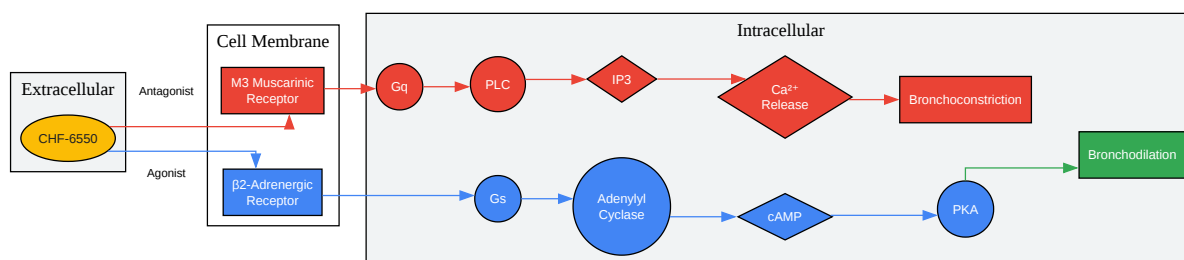 Extracellular
CHF-6550
Antagonist
Agonist
Cell Membrane
M3 Muscarinic
Receptor
β2-Adrenergic
Receptor
Intracellular
Gq
PLC
IP3
Ca²⁺
Release
Bronchoconstriction
Gs
Adenylyl
Cyclase
cAMP
PKA
Bronchodilation